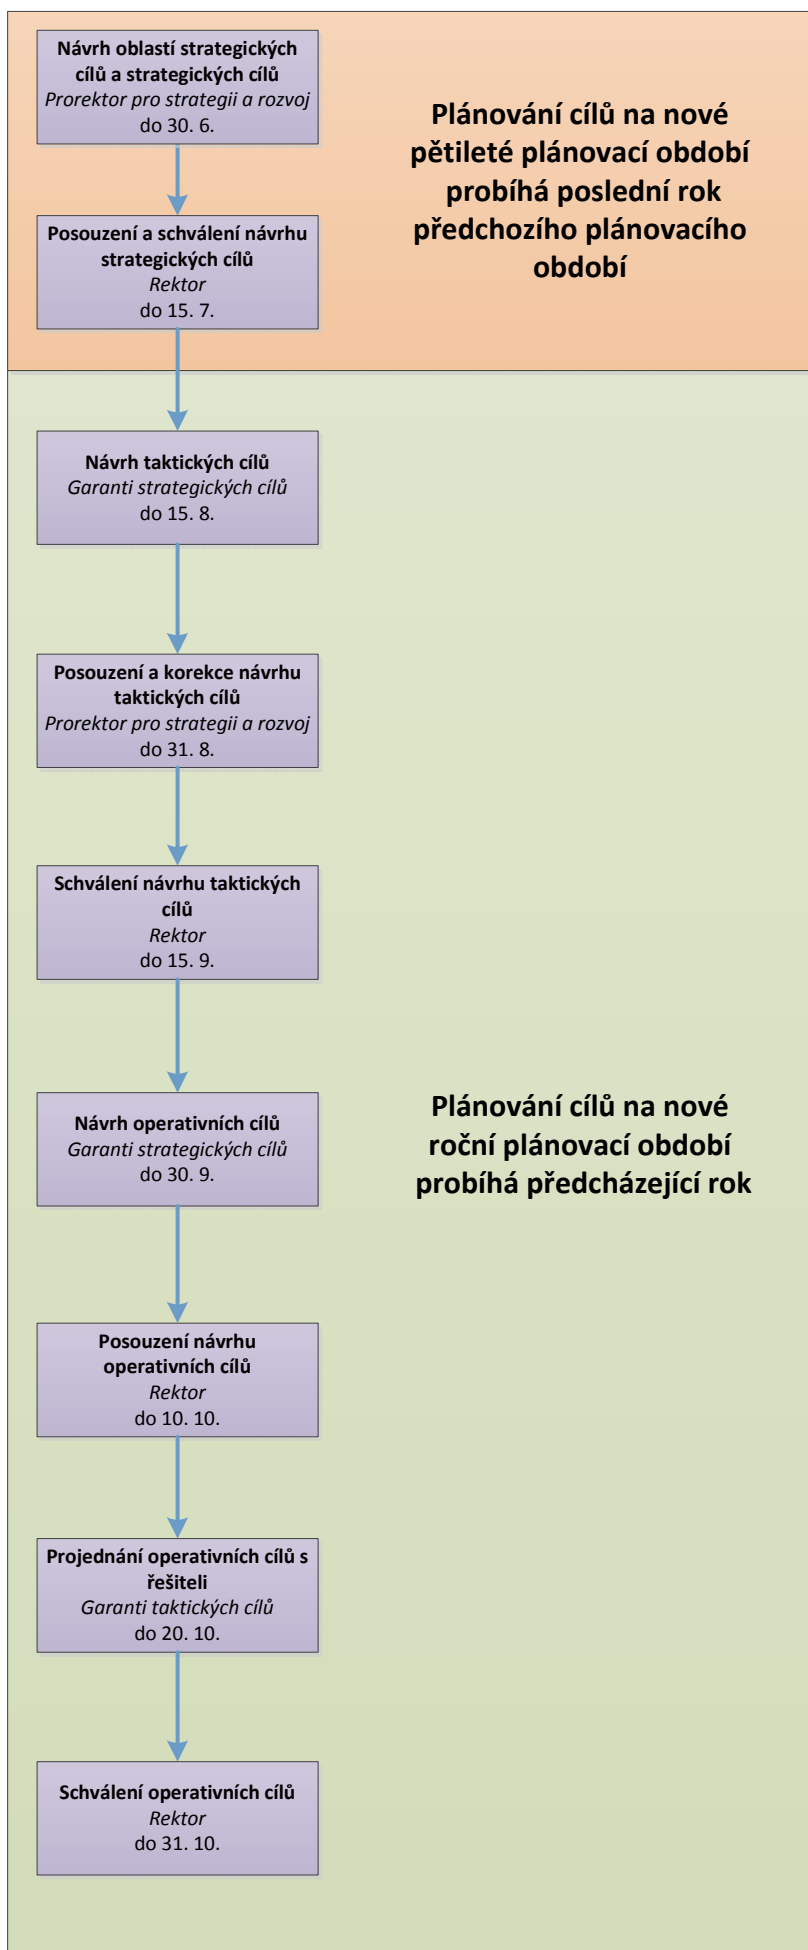 Návrh oblastí strategických
cílů a strategických cílů
Prorektor pro strategii a rozvoj
do 30. 6.
Plánování cílů na nové
pětileté plánovací období
probíhá poslední rok
předchozího plánovacího
období
Posouzení a schválení návrhu
strategických cílů
Rektor
do 15. 7.
Návrh taktických cílů
Garanti strategických cílů
do 15. 8.
Posouzení a korekce návrhu
taktických cílů
Prorektor pro strategii a rozvoj
do 31. 8.
Schválení návrhu taktických
cílů
Rektor
do 15. 9.
Návrh operativních cílů
Garanti strategických cílů
do 30. 9.
Plánování cílů na nové
roční plánovací období
probíhá předcházející rok
Posouzení návrhu
operativních cílů
Rektor
do 10. 10.
Projednání operativních cílů s
řešiteli
Garanti taktických cílů
do 20. 10.
Schválení operativních cílů
Rektor
do 31. 10.